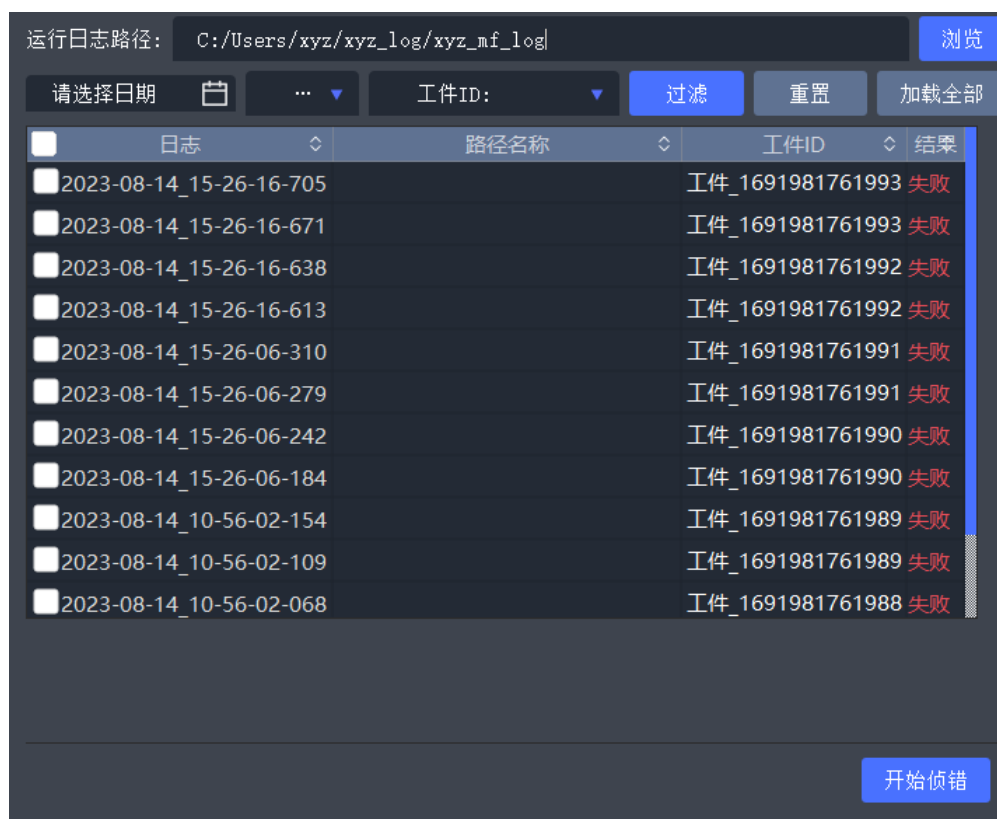 运行日志路径: C:/Users/xyz/xyz_log/xyz_mf_log 浏览
请选择日期 ... 工件ID: 过滤 重置 加载全部
日志 路径名称 工件ID 结果
2023-08-14_15-26-16-705 工件_1691981761993 失败
2023-08-14_15-26-16-671 工件_1691981761993 失败
2023-08-14_15-26-16-638 工件_1691981761992 失败
2023-08-14_15-26-16-613 工件_1691981761992 失败
2023-08-14_15-26-06-310 工件_1691981761991 失败
2023-08-14_15-26-06-279 工件_1691981761991 失败
2023-08-14_15-26-06-242 工件_1691981761990 失败
2023-08-14_15-26-06-184 工件_1691981761990 失败
2023-08-14_10-56-02-154 工件_1691981761989 失败
2023-08-14_10-56-02-109 工件_1691981761989 失败
2023-08-14_10-56-02-068 工件_1691981761988 失败
开始侦错